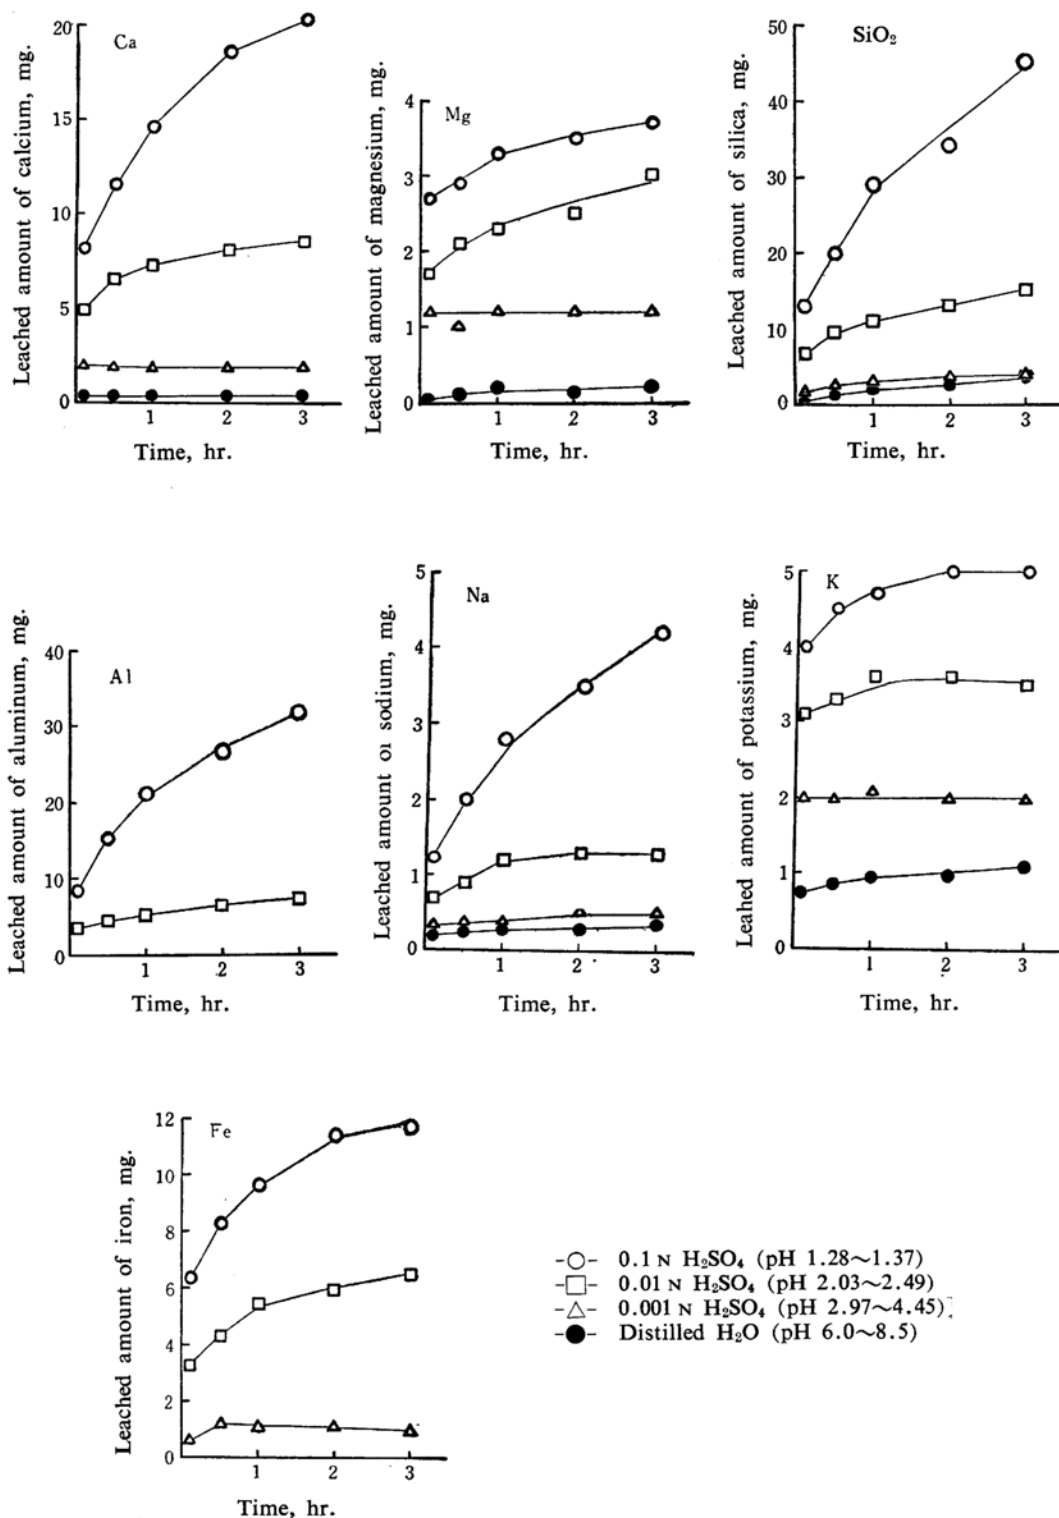 Leached amount of calcium, mg.
Ca
20
15
10
5
0
1
2
3
Time, hr.
Leached amount of magnesium, mg.
Mg
4
3
2
1
0
1
2
3
Time, hr.
Leached amount of silica, mg.
SiO₂
50
40
30
20
10
0
1
2
3
Time, hr.
Leached amount of aluminum, mg.
Al
40
30
20
10
0
1
2
3
Time, hr.
Leached amount of sodium, mg.
Na
5
4
3
2
1
0
1
2
3
Time, hr.
Leahed amount of potassium, mg.
K
5
4
3
2
1
0
1
2
3
Time, hr.
Leached amount of iron, mg.
Fe
12
10
8
6
4
2
0
1
2
3
Time, hr.
-○- 0.1 N H₂SO₄ (pH 1.28~1.37)
-□- 0.01 N H₂SO₄ (pH 2.03~2.49)
-△- 0.001 N H₂SO₄ (pH 2.97~4.45)
-●- Distilled H₂O (pH 6.0~8.5)